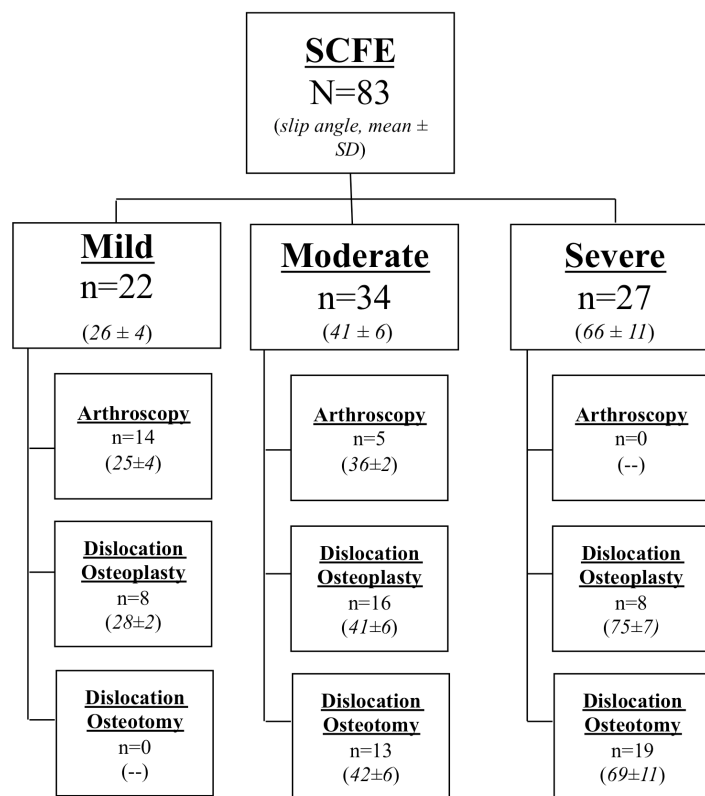 SCFE
N=83
(slip angle, mean ±
SD)
Mild
n=22
(26 ± 4)
Moderate
n=34
(41 ± 6)
Severe
n=27
(66 ± 11)
Arthroscopy
n=14
(25±4)
Arthroscopy
n=5
(36±2)
Arthroscopy
n=0
(--)
Dislocation
Osteoplasty
n=8
(28±2)
Dislocation
Osteoplasty
n=16
(41±6)
Dislocation
Osteoplasty
n=8
(75±7)
Dislocation
Osteotomy
n=0
(--)
Dislocation
Osteotomy
n=13
(42±6)
Dislocation
Osteotomy
n=19
(69±11)